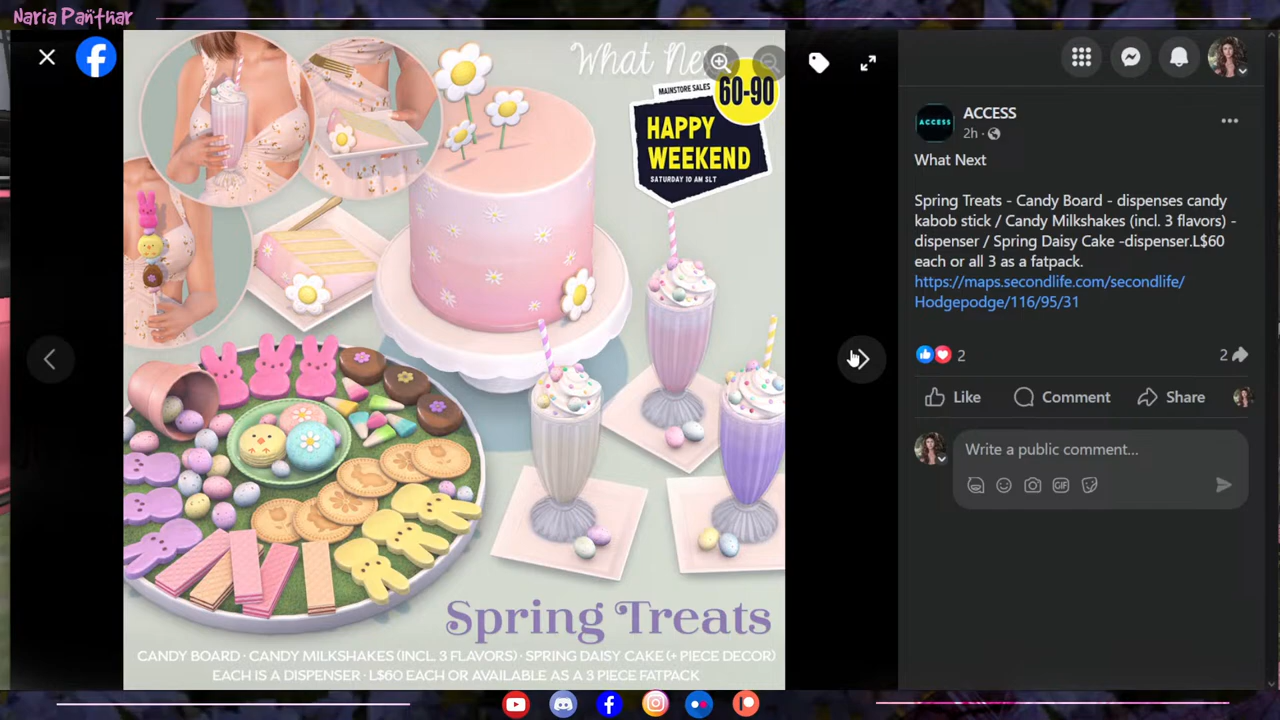 Naria Panthar
What Next
MAINSTORE SALES
60-90
HAPPY
WEEKEND
SATURDAY 10 AM SLT
Spring Treats
CANDY BOARD · CANDY MILKSHAKES (INCL. 3 FLAVORS) · SPRING DAISY CAKE (+ PIECE DECOR)
EACH IS A DISPENSER · L$60 EACH OR AVAILABLE AS A 3 PIECE FATPACK
ACCESS
ACCESS
2h ·
What Next
Spring Treats - Candy Board - dispenses candy
kabob stick / Candy Milkshakes (incl. 3 flavors) -
dispenser / Spring Daisy Cake -dispenser.L$60
each or all 3 as a fatpack.
https://maps.secondlife.com/secondlife/
Hodgepodge/116/95/31
2
2
Like
Comment
Share
Write a public comment...
GIF